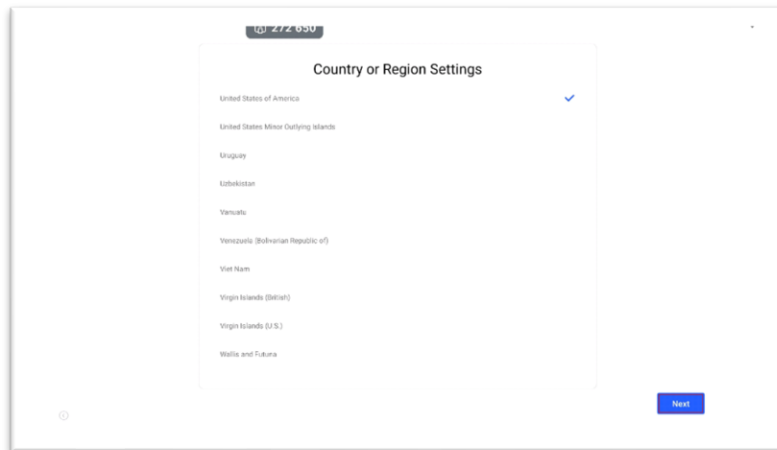 272 650
Country or Region Settings
United States of America
United States Minor Outlying Islands
Uruguay
Uzbekistan
Vanuatu
Venezuela (Bolivarian Republic of)
Viet Nam
Virgin Islands (British)
Virgin Islands (U.S.)
Wallis and Futuna
Next